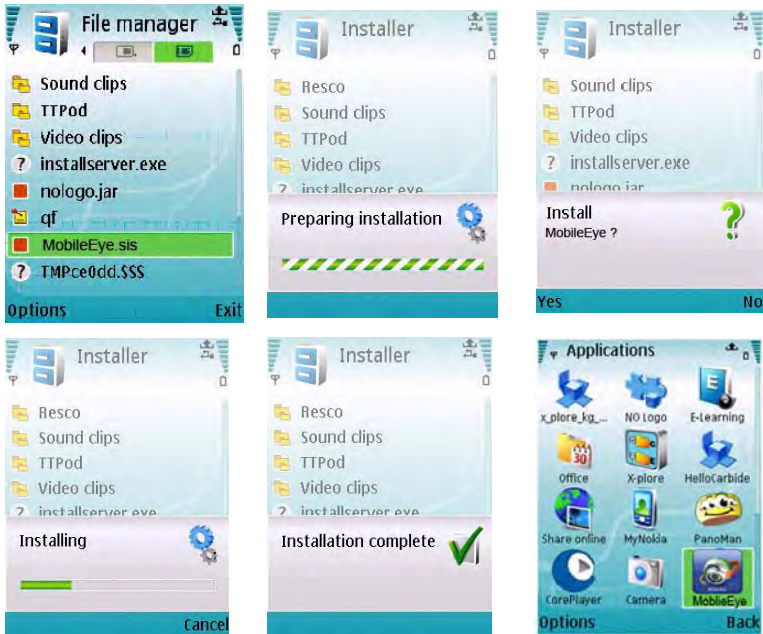 File manager
Sound clips
TTPod
Video clips
installserver.exe
nologo.jar
qf
MobileEye.sis
TMPce0dd.$$$
Options Exit
Installer
Resco
Sound clips
TTPod
Video clips
installserver.exe
Preparing installation
Installer
Sound clips
TTPod
Video clips
installserver.exe
nologo.jar
Install
MobileEye ?
Yes No
Installer
Resco
Sound clips
TTPod
Video clips
installserver.exe
Installing
Cancel
Installer
Resco
Sound clips
TTPod
Video clips
installserver.exe
Installation complete
Applications
x_plore_kg_... NO Logo E-Learning
Office X-plore HelloCarbide
Share online MyNokia PanoMan
CorePlayer Camera MoblieEye
Options Back